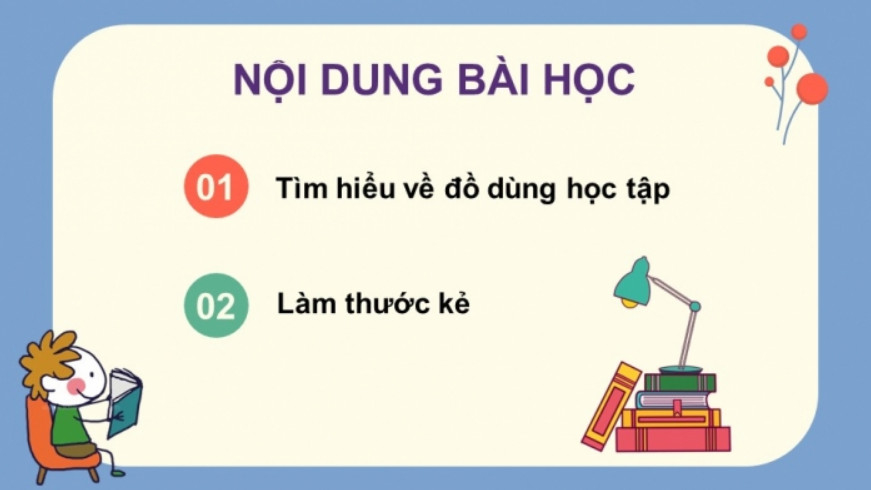 NỘI DUNG BÀI HỌC
01 Tìm hiểu về đồ dùng học tập
02 Làm thước kẻ